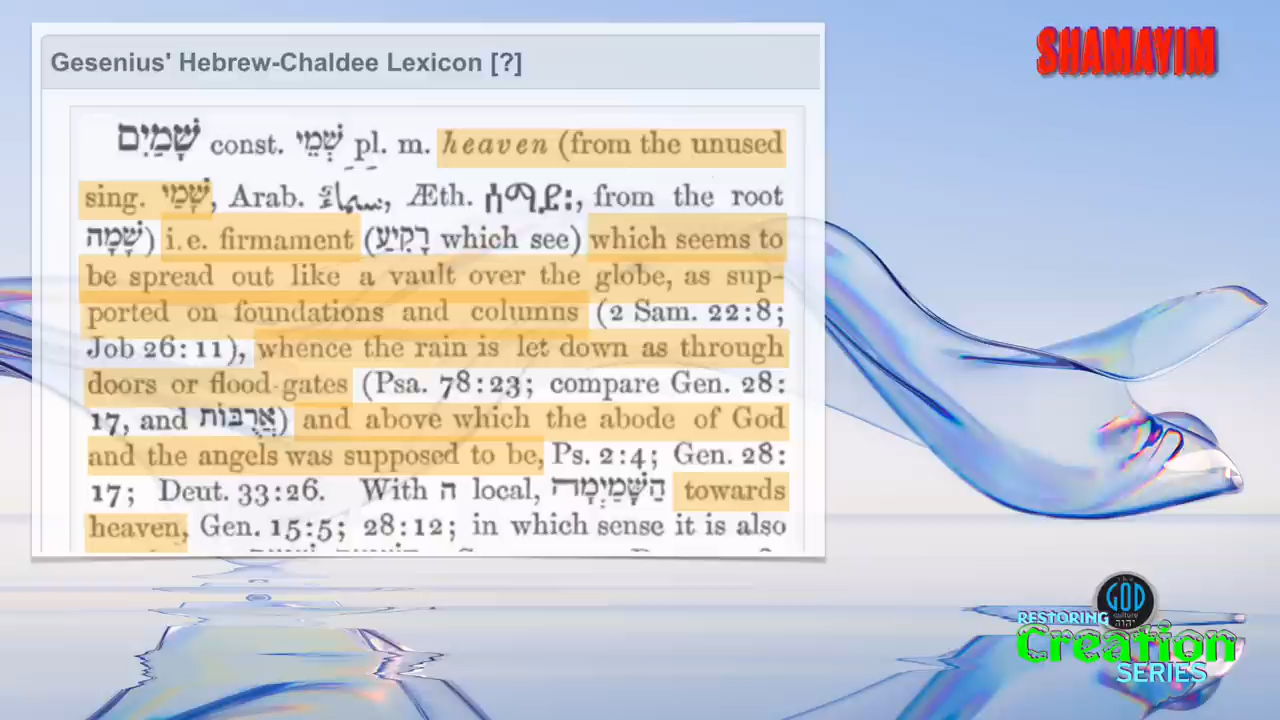 Gesenius' Hebrew-Chaldee Lexicon [?]
SHAMAYIM
שָׁמַיִם const. שְׁמֵי pl. m. heaven (from the unused
sing. שָׁמַי, Arab. سماء, Æth. ሰማይ:, from the root
שָׁמָה) i.e. firmament (רָקִיעַ which see) which seems to
be spread out like a vault over the globe, as sup-
ported on foundations and columns (2 Sam. 22:8;
Job 26:11), whence the rain is let down as through
doors or flood-gates (Psa. 78:23; compare Gen. 28:
17, and אֲרֻבּוֹת) and above which the abode of God
and the angels was supposed to be, Ps. 2:4; Gen. 28:
17; Deut. 33:26. With ה local, הַשָּׁמַיְמָה towards
heaven, Gen. 15:5; 28:12; in which sense it is also
The
GOD
culture
יהוה
RESTORING
Creation
SERIES